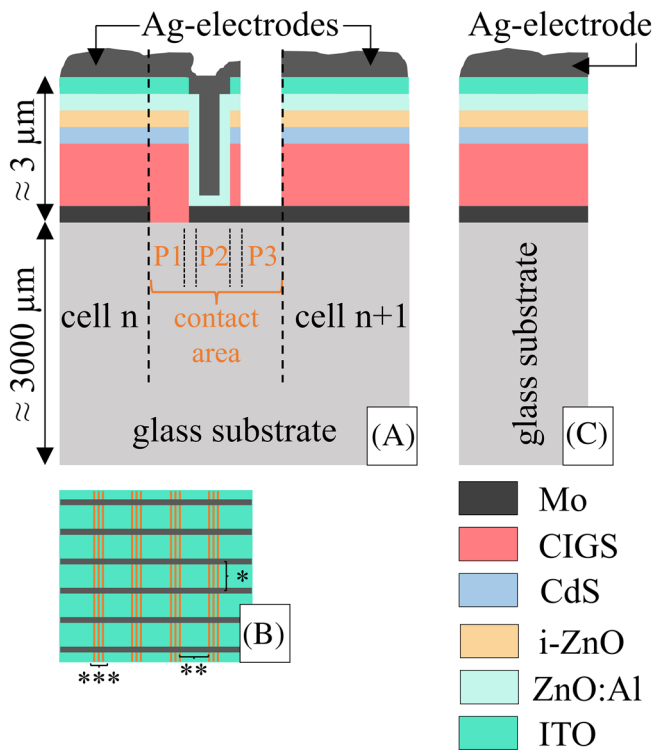 Ag-electrodes
Ag-electrode
≈ 3 μm
≈ 3000 μm
P1 P2 P3
cell n
contact
area
cell n+1
glass substrate
(A)
glass substrate
(C)
*
(B)
***
**
Mo
CIGS
CdS
i-ZnO
ZnO:Al
ITO